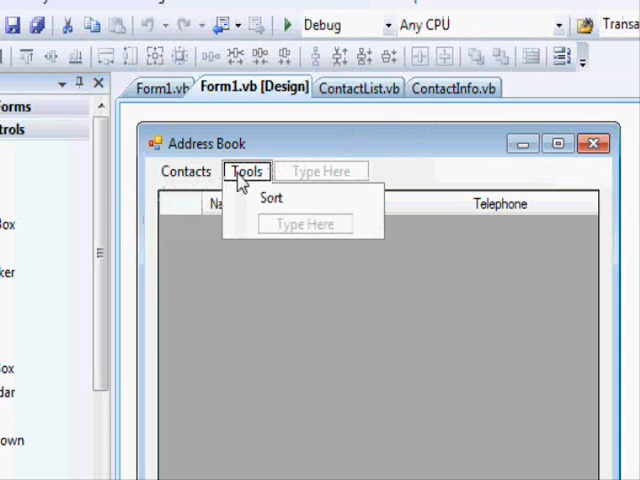 Debug
Any CPU
Transa
Form1.vb
Form1.vb [Design]
ContactList.vb
ContactInfo.vb
orms
trols
Address Book
Contacts
Tools
Type Here
Sort
Na
Telephone
Type Here
ox
ker
ox
dar
own